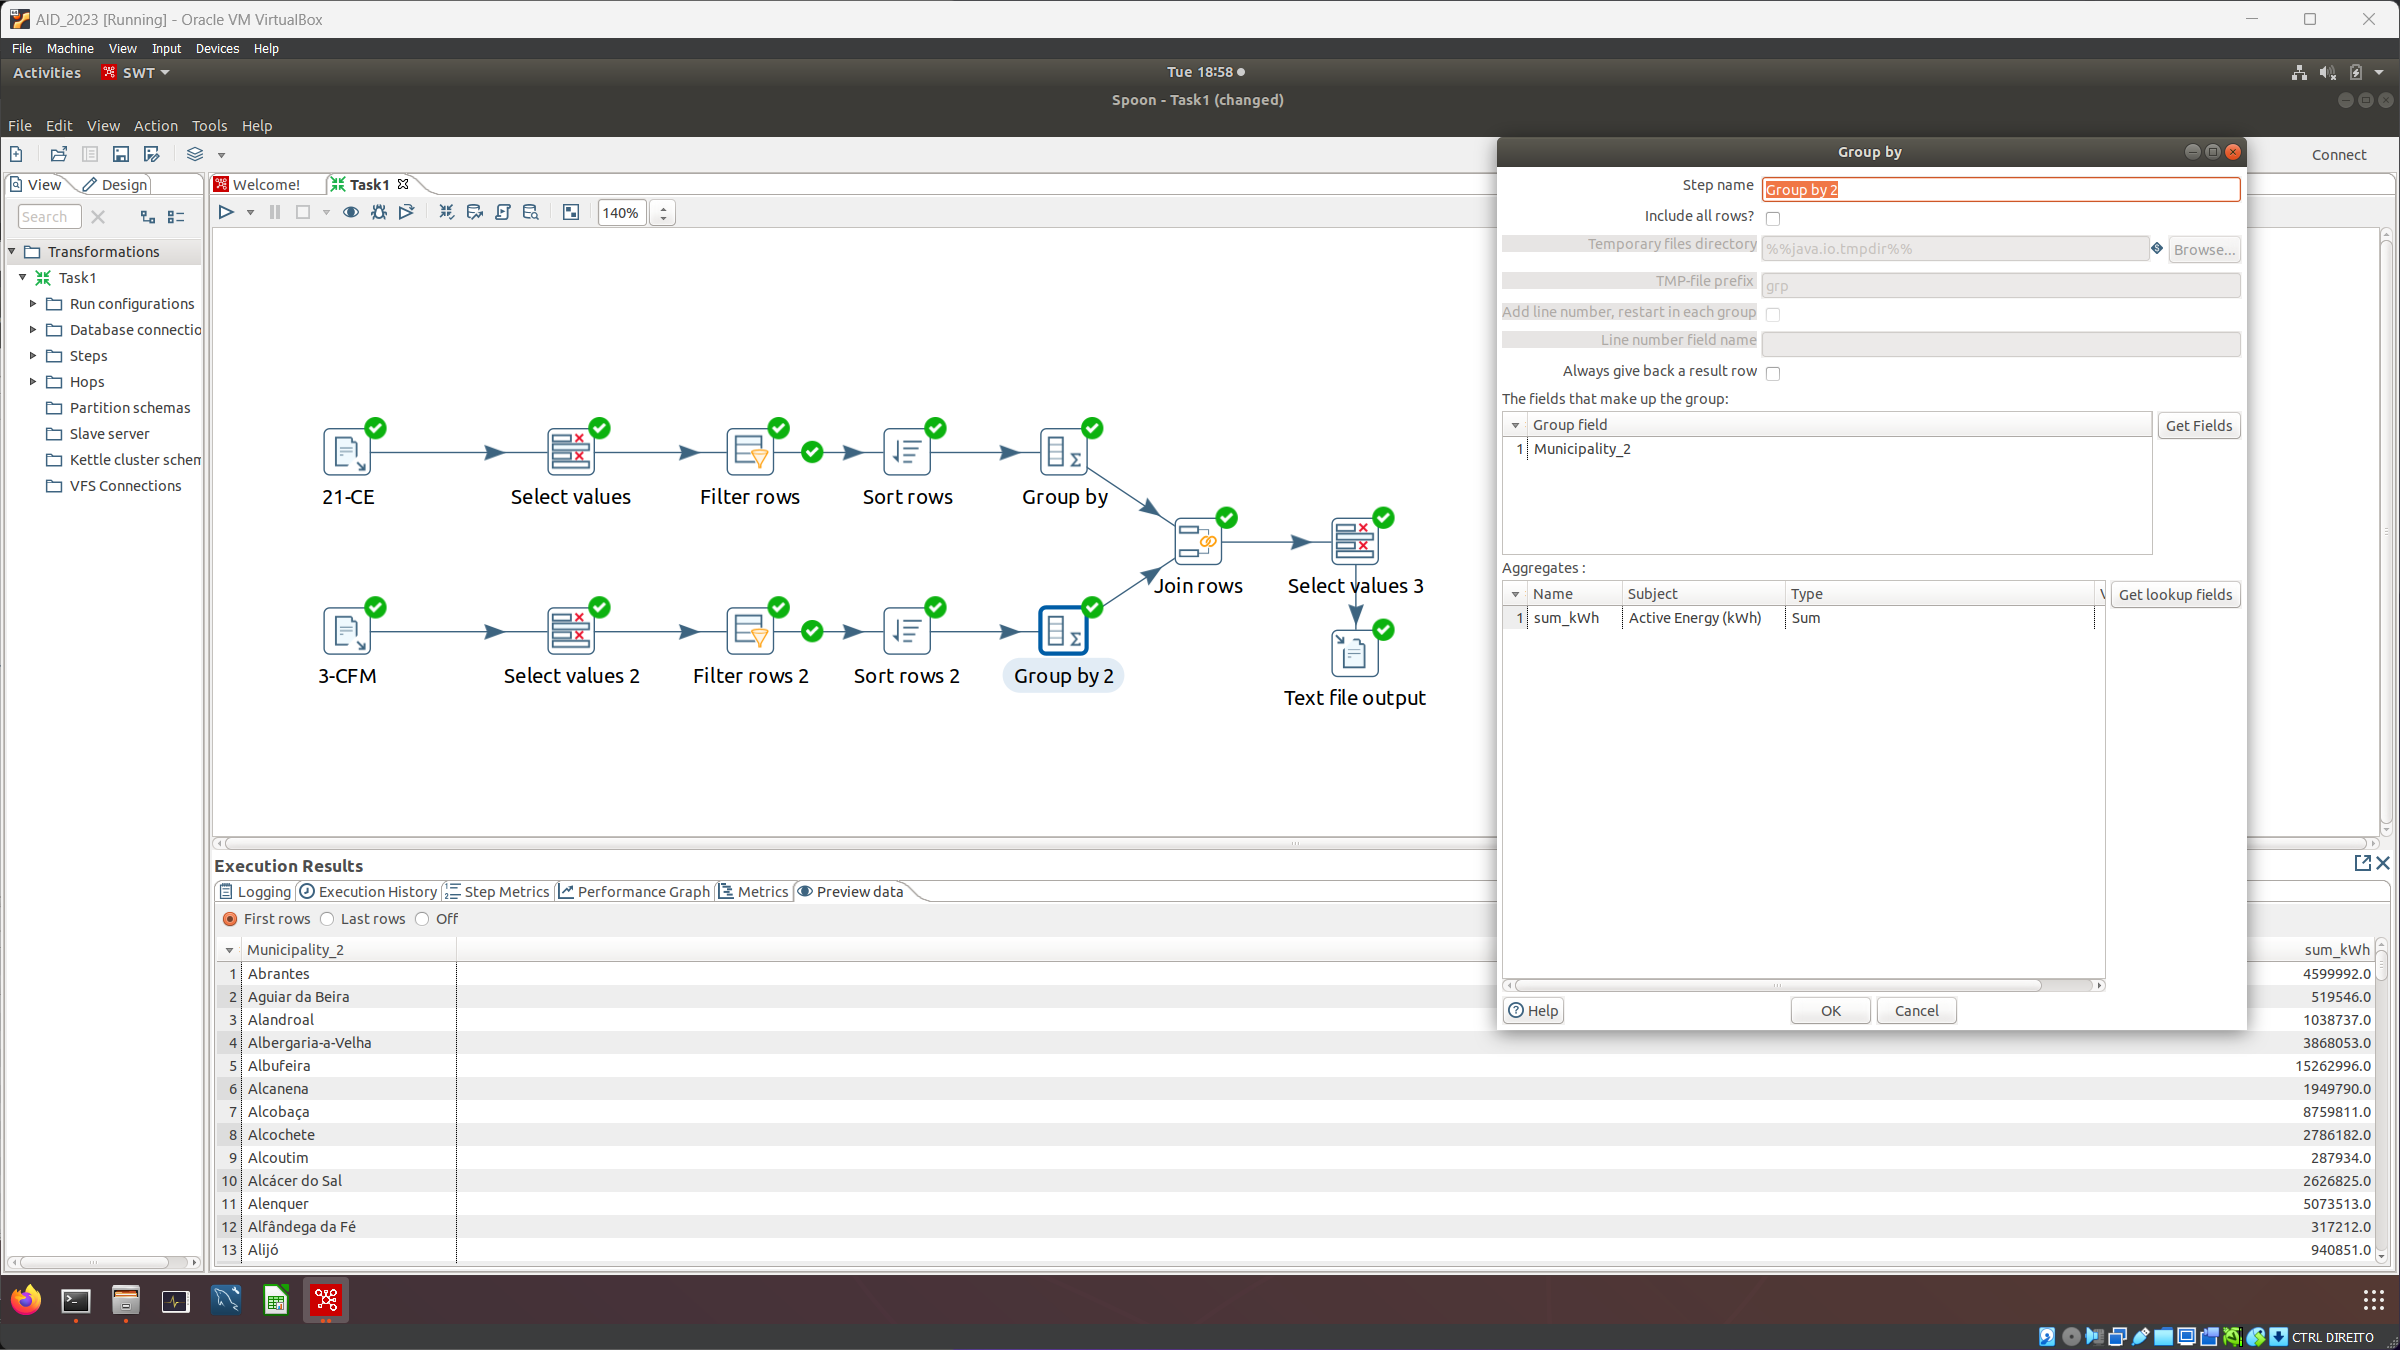 AID_2023 [Running] - Oracle VM VirtualBox
File Machine View Input Devices Help
Activities SWT Tue 18:58
Spoon - Task1 (changed)
File Edit View Action Tools Help
Connect
View Design
Welcome! Task1
Search
140%
Transformations
Task1
Run configurations
Database connectio
Steps
Hops
Partition schemas
Slave server
Kettle cluster schem
VFS Connections
21-CE
Select values
Filter rows
Sort rows
Group by
Join rows
Select values 3
3-CFM
Select values 2
Filter rows 2
Sort rows 2
Group by 2
Text file output
Group by
Step name Group by 2
Include all rows?
Temporary files directory %%java.io.tmpdir%% Browse...
TMP-file prefix grp
Add line number, restart in each group
Line number field name
Always give back a result row
The fields that make up the group:
Group field
Get Fields
1 Municipality_2
Aggregates :
Name Subject Type V
Get lookup fields
1 sum_kWh Active Energy (kWh) Sum
Help OK Cancel
Execution Results
Logging Execution History Step Metrics Performance Graph Metrics Preview data
First rows Last rows Off
Municipality_2 sum_kWh
1 Abrantes 4599992.0
2 Aguiar da Beira 519546.0
3 Alandroal 1038737.0
4 Albergaria-a-Velha 3868053.0
5 Albufeira 15262996.0
6 Alcanena 1949790.0
7 Alcobaça 8759811.0
8 Alcochete 2786182.0
9 Alcoutim 287934.0
10 Alcácer do Sal 2626825.0
11 Alenquer 5073513.0
12 Alfândega da Fé 317212.0
13 Alijó 940851.0
CTRL DIREITO